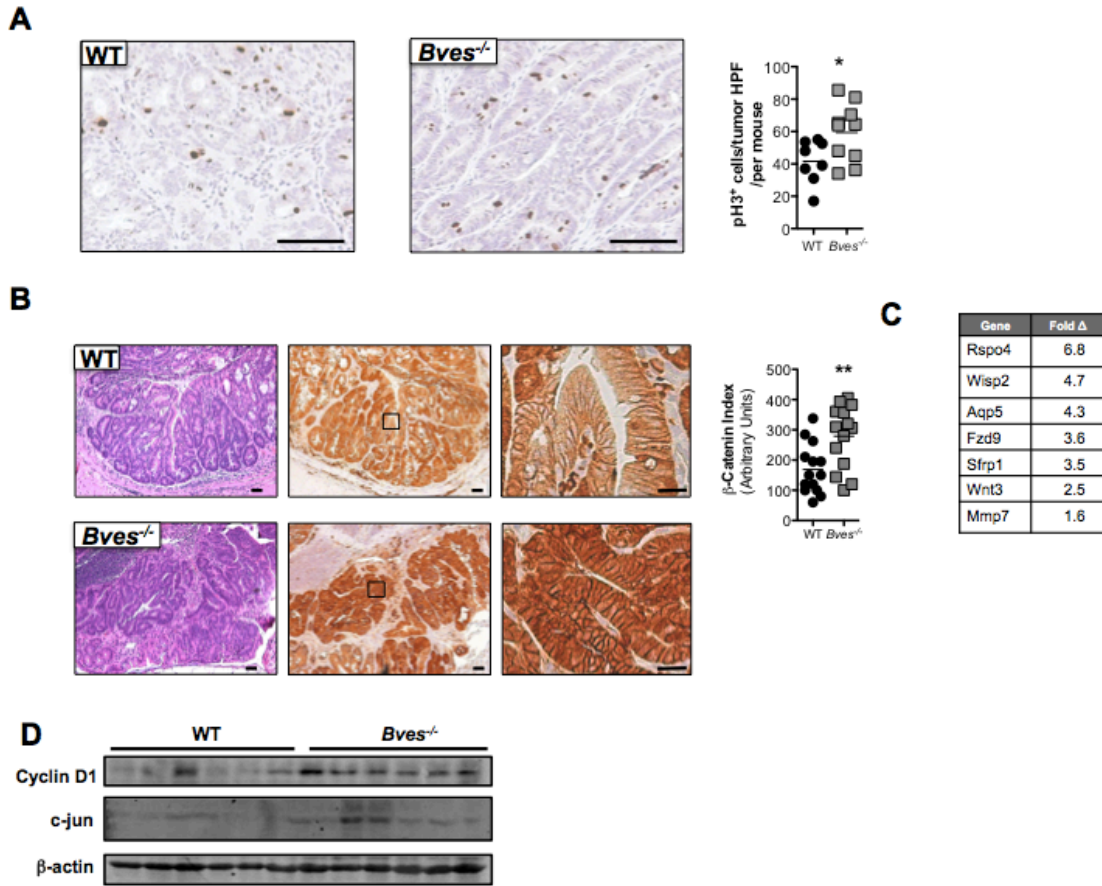 A
WT
Bves-/-
*
pH3+ cells/tumor HPF
/per mouse
100
80
60
40
20
0
WT Bves-/-
B
WT
Bves-/-
**
β-Catenin Index
(Arbitrary Units)
500
400
300
200
100
0
WT Bves-/-
C
Gene Fold Δ
Rspo4 6.8
Wisp2 4.7
Aqp5 4.3
Fzd9 3.6
Sfrp1 3.5
Wnt3 2.5
Mmp7 1.6
D
WT Bves-/-
Cyclin D1
c-jun
β-actin